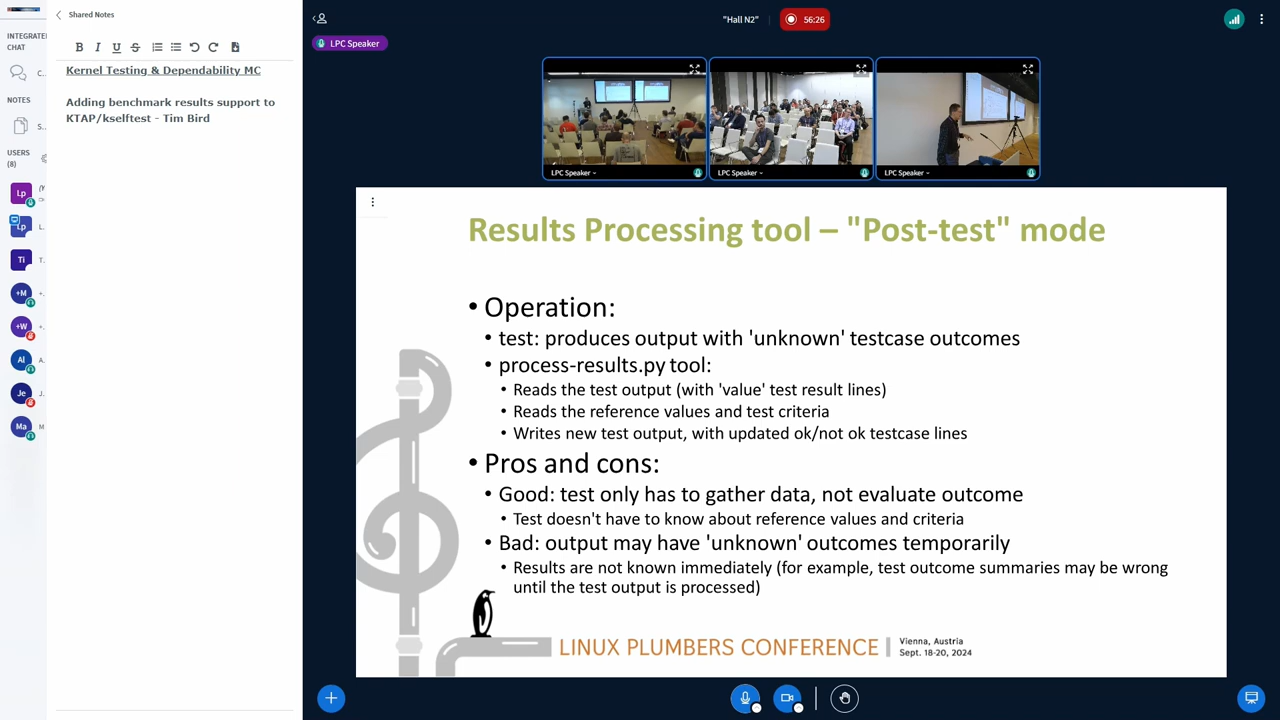 Shared Notes
INTEGRATE
CHAT
C..
NOTES
S..
USERS
(8)
B I U S
Kernel Testing & Dependability MC
Adding benchmark results support to
KTAP/kselftest - Tim Bird
Lp
Lp
L..
Ti
T.
+M
+W
Al
A.
Je
J.
Ma
M
"Hall N2"
56:26
LPC Speaker
LPC Speaker
LPC Speaker
LPC Speaker
Results Processing tool – "Post-test" mode
• Operation:
• test: produces output with 'unknown' testcase outcomes
• process-results.py tool:
• Reads the test output (with 'value' test result lines)
• Reads the reference values and test criteria
• Writes new test output, with updated ok/not ok testcase lines
• Pros and cons:
• Good: test only has to gather data, not evaluate outcome
• Test doesn't have to know about reference values and criteria
• Bad: output may have 'unknown' outcomes temporarily
• Results are not known immediately (for example, test outcome summaries may be wrong
until the test output is processed)
LINUX PLUMBERS CONFERENCE
Vienna, Austria
Sept. 18-20, 2024